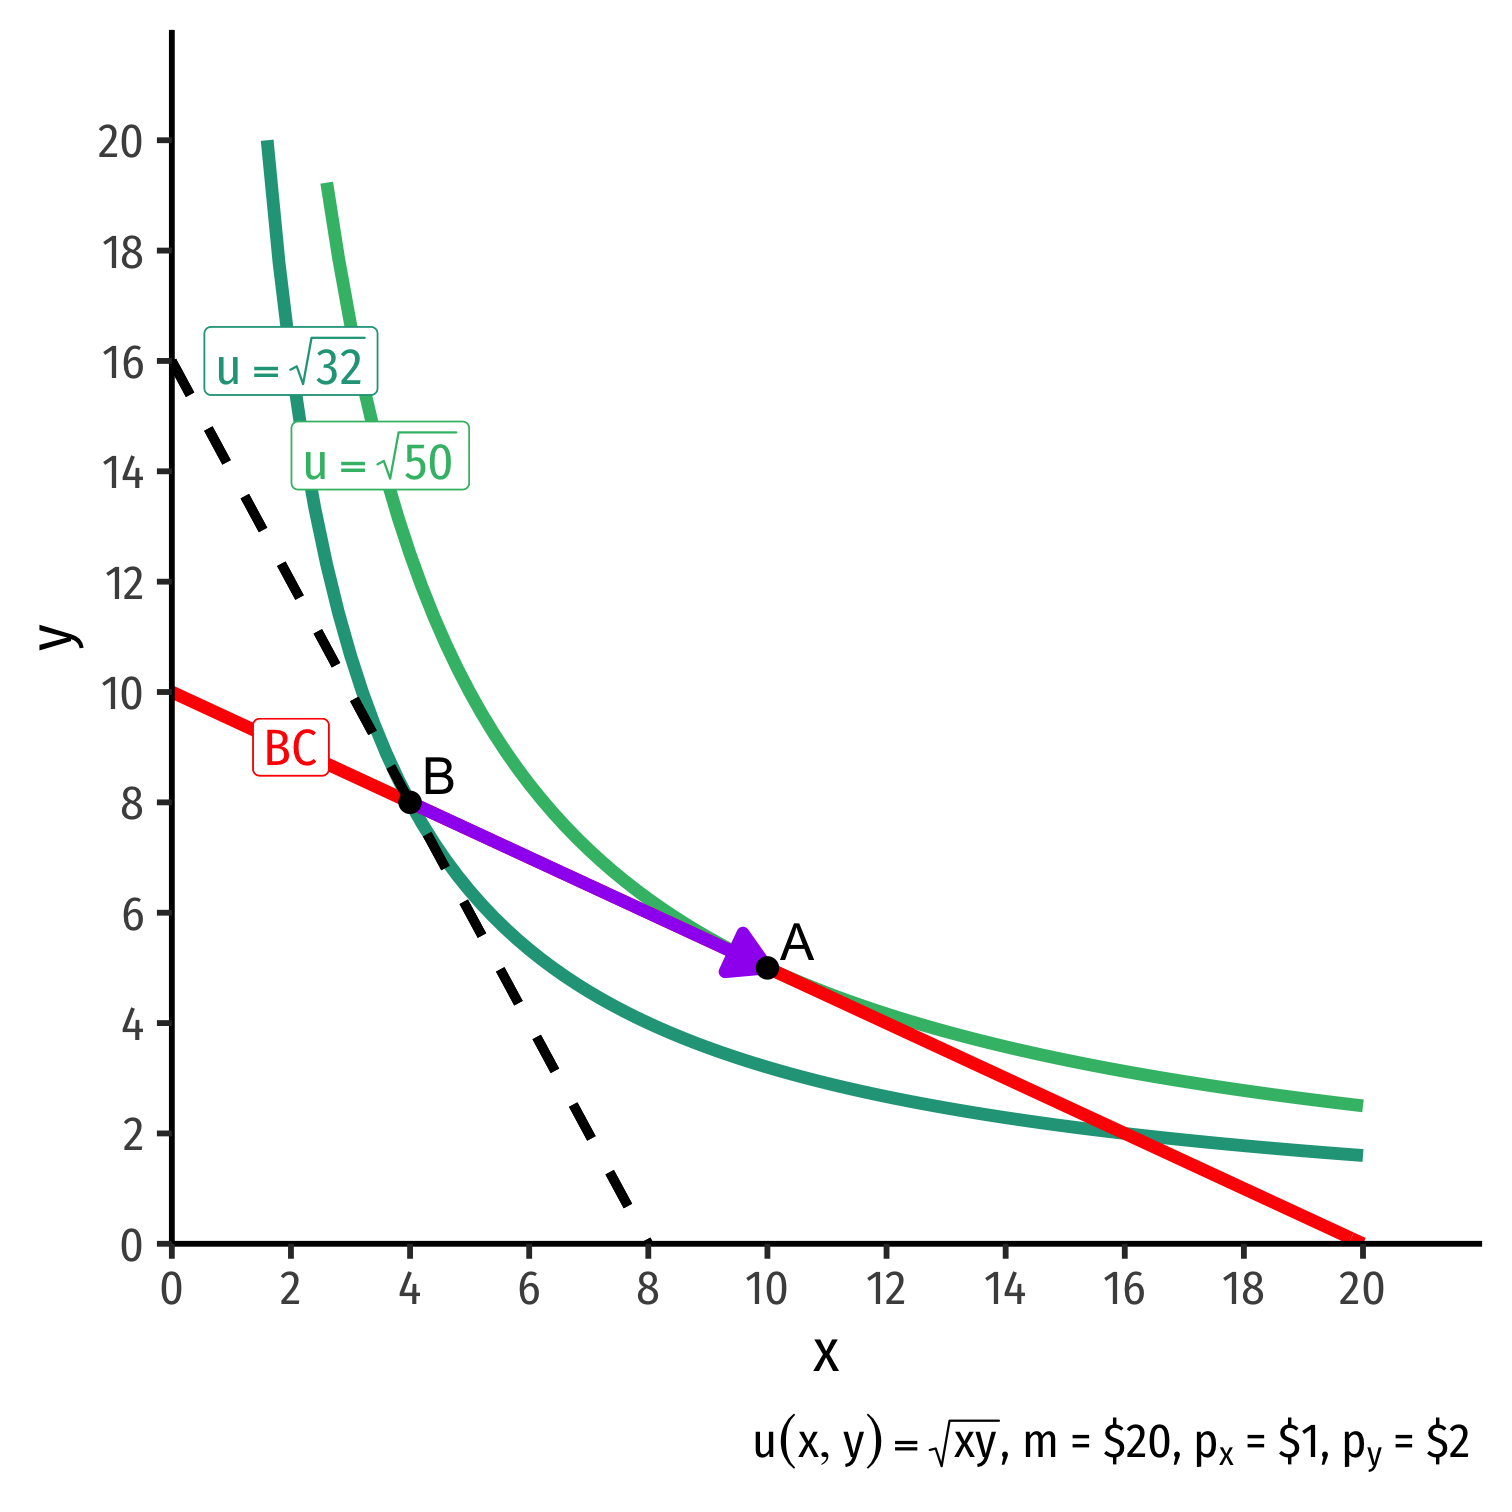 20
18
16
14
12
10
8
6
4
2
0
y
u = √32
u = √50
BC
B
A
0 2 4 6 8 10 12 14 16 18 20
x
u(x, y) = √xy, m = $20, pₓ = $1, p_y = $2